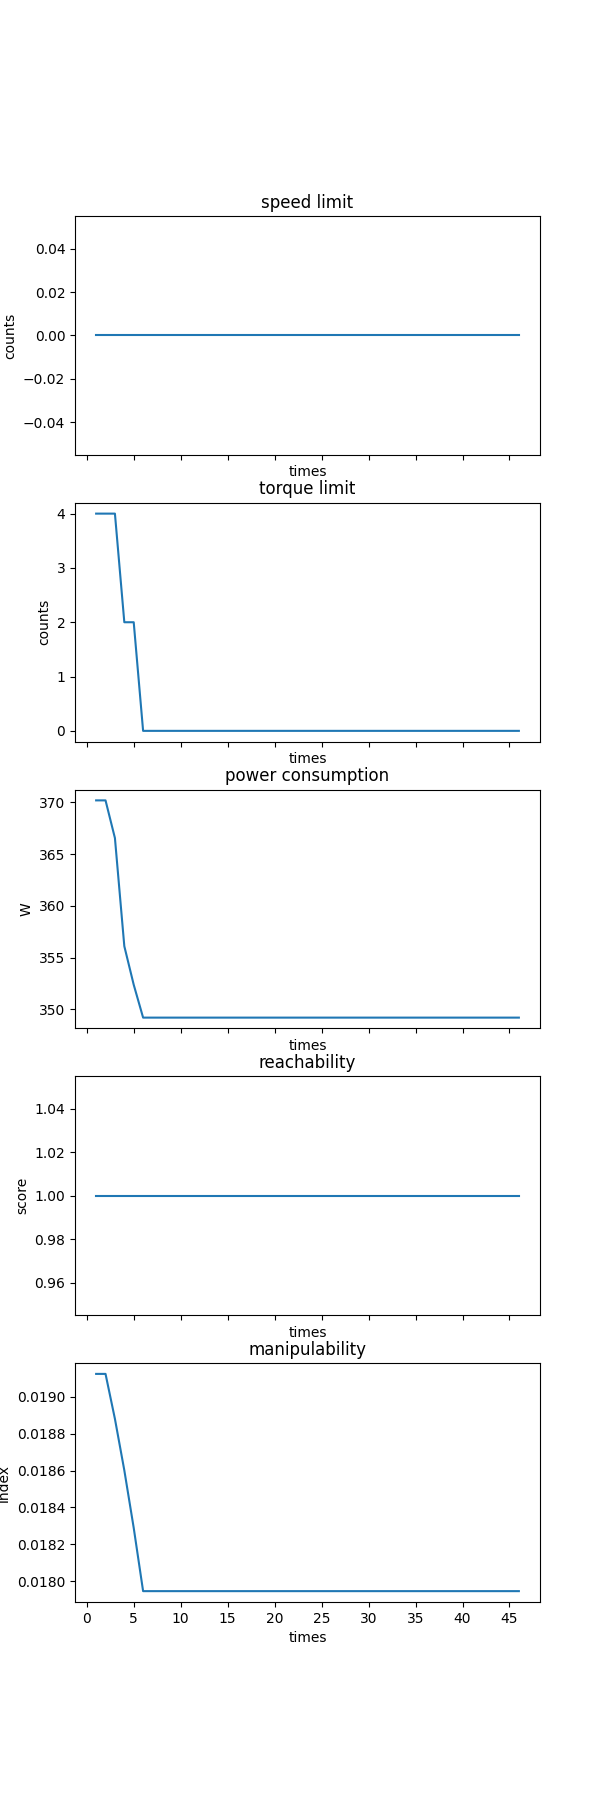 speed limit
counts
0.04
0.02
0.00
−0.02
−0.04
times
torque limit
counts
4
3
2
1
0
times
power consumption
W
370
365
360
355
350
times
reachability
score
1.04
1.02
1.00
0.98
0.96
times
manipulability
index
0.0190
0.0188
0.0186
0.0184
0.0182
0.0180
0 5 10 15 20 25 30 35 40 45
times